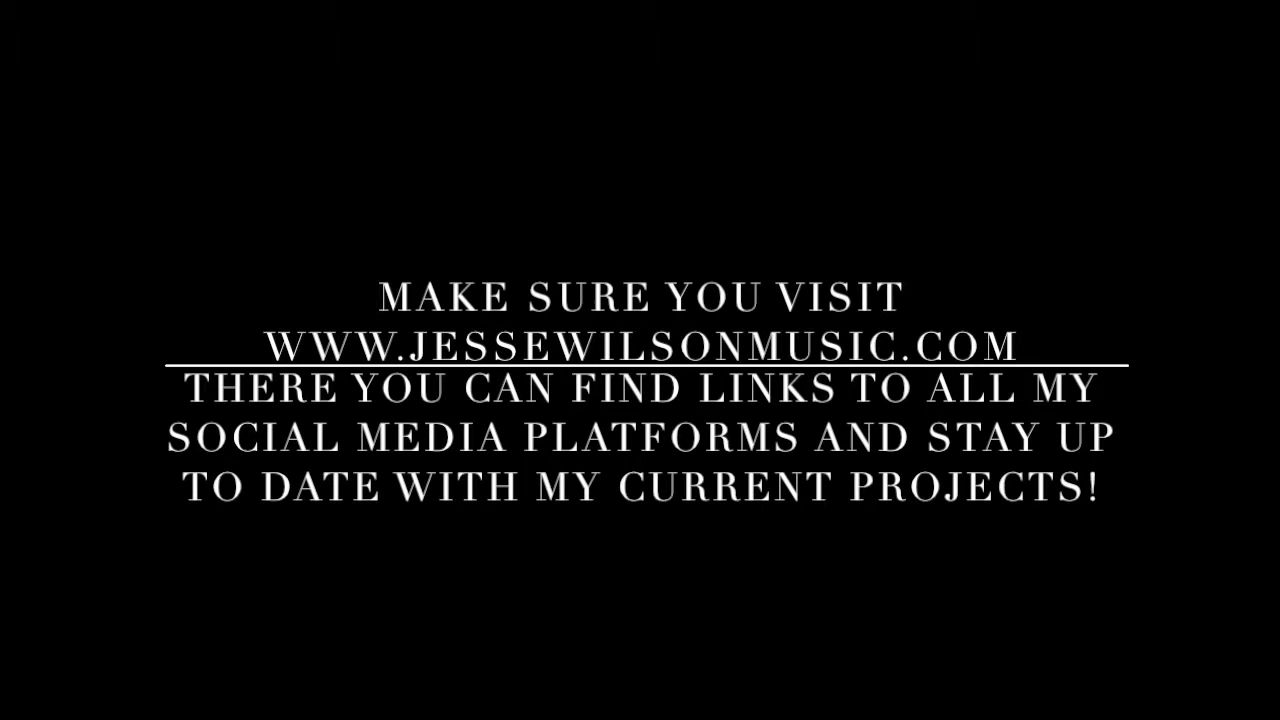 MAKE SURE YOU VISIT
WWW.JESSEWILSONMUSIC.COM
THERE YOU CAN FIND LINKS TO ALL MY
SOCIAL MEDIA PLATFORMS AND STAY UP
TO DATE WITH MY CURRENT PROJECTS!